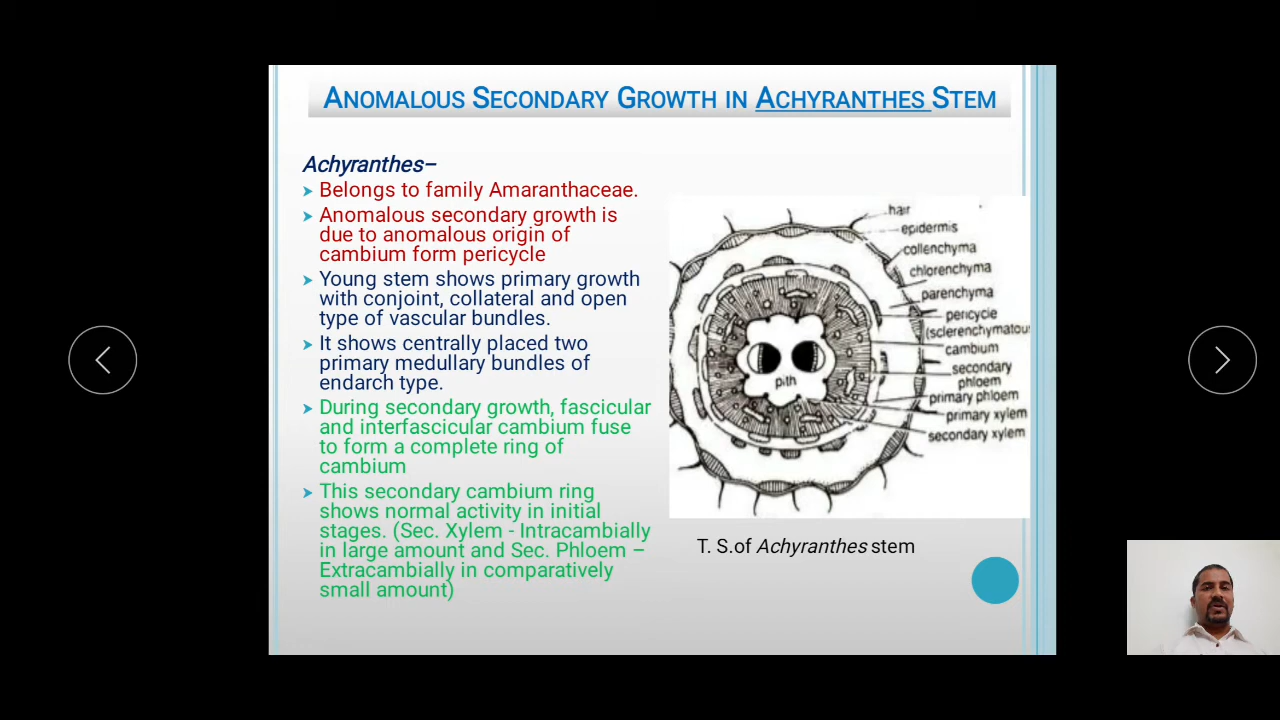 ANOMALOUS SECONDARY GROWTH IN ACHYRANTHES STEM
Achyranthes–
Belongs to family Amaranthaceae.
Anomalous secondary growth is
due to anomalous origin of
cambium form pericycle
Young stem shows primary growth
with conjoint, collateral and open
type of vascular bundles.
It shows centrally placed two
primary medullary bundles of
endarch type.
During secondary growth, fascicular
and interfascicular cambium fuse
to form a complete ring of
cambium
This secondary cambium ring
shows normal activity in initial
stages. (Sec. Xylem - Intracambially
in large amount and Sec. Phloem –
Extracambially in comparatively
small amount)
hair
epidermis
collenchyma
chlorenchyma
parenchyma
pericycle
(sclerenchymatou
cambium
secondary
phloem
primary phloem
primary xylem
secondary xylem
pith
T. S.of Achyranthes stem